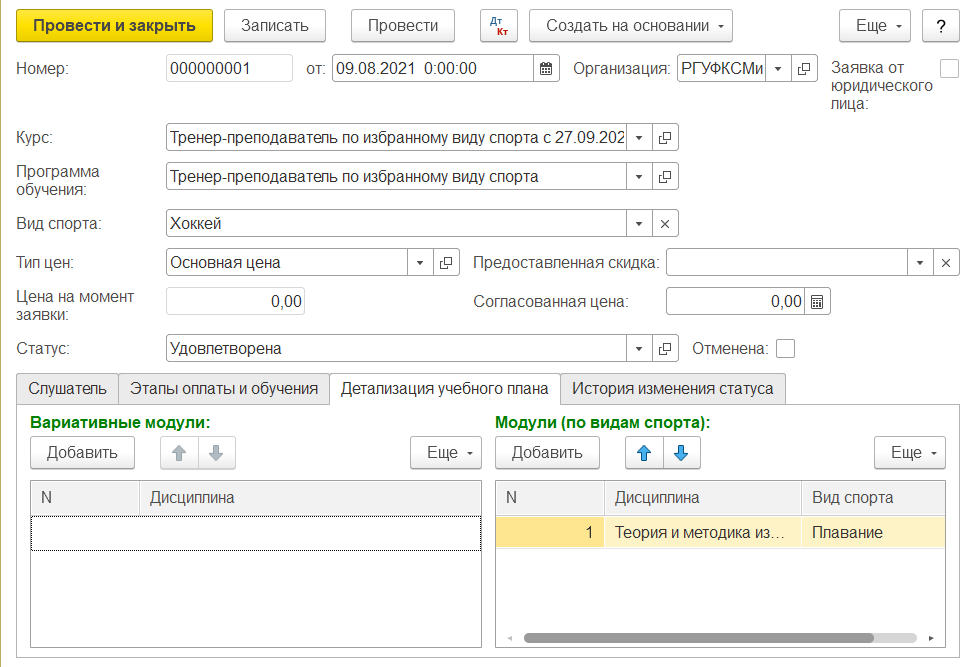 Провести и закрыть Записать Провести Дт Кт Создать на основании Еще ?
Номер: 000000001 от: 09.08.2021 0:00:00 Организация: РГУФКСМи Заявка от
юридического
лица:
Курс: Тренер-преподаватель по избранному виду спорта с 27.09.202
Программа
обучения: Тренер-преподаватель по избранному виду спорта
Вид спорта: Хоккей
Тип цен: Основная цена Предоставленная скидка:
Цена на момент
заявки: 0,00 Согласованная цена: 0,00
Статус: Удовлетворена Отменена:
Слушатель Этапы оплаты и обучения Детализация учебного плана История изменения статуса
Вариативные модули: Модули (по видам спорта):
Добавить Еще Добавить Еще
N Дисциплина N Дисциплина Вид спорта
1 Теория и методика из... Плавание